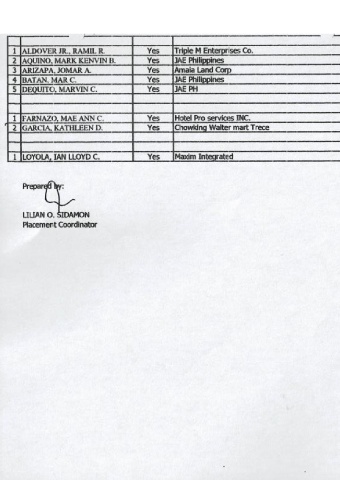 1 ALDOVER JR., RAMIL R. Yes Triple M Enterprises Co.
2 AQUINO, MARK KENVIN B. Yes JAE Philippines
3 ARIZAPA, JOMAR A. Yes Amaia Land Corp
4 BATAN, MAR C. Yes JAE Philippines
5 DEQUITO, MARVIN C. Yes JAE PH
1 FARNAZO, MAE ANN C. Yes Hotel Pro services INC.
2 GARCIA, KATHLEEN D. Yes Chowking Walter mart Trece
1 LOYOLA, IAN LLOYD C. Yes Maxim Integrated
Prepared by:
LILIAN O. SIDAMON
Placement Coordinator